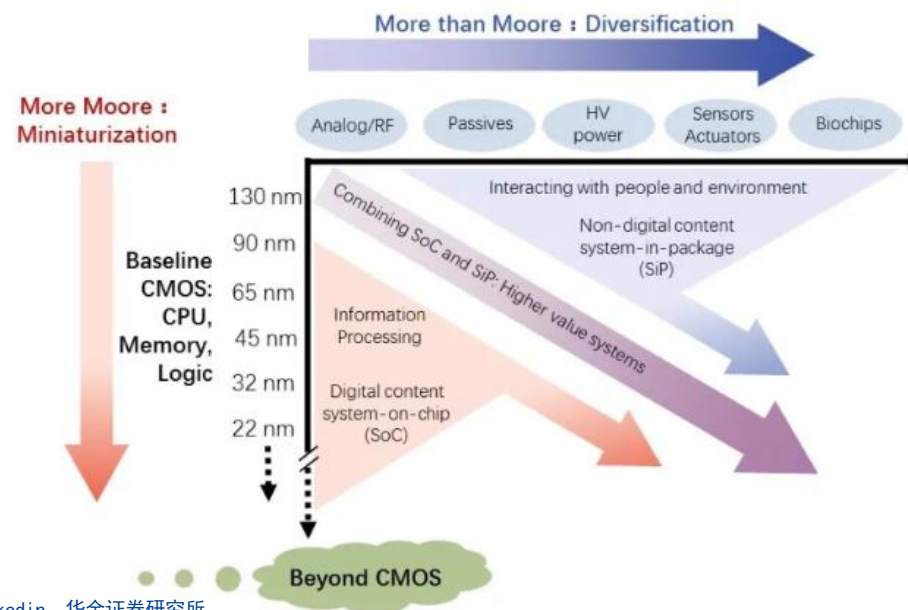 More than Moore : Diversification
More Moore :
Miniaturization
Analog/RF
Passives
HV
power
Sensors
Actuators
Biochips
130 nm
90 nm
65 nm
45 nm
32 nm
22 nm
Baseline
CMOS:
CPU,
Memory,
Logic
Interacting with people and environment
Non-digital content
system-in-package
(SiP)
Combining SoC and SiP: Higher value systems
Information
Processing
Digital content
system-on-chip
(SoC)
Beyond CMOS
华金证券研究所